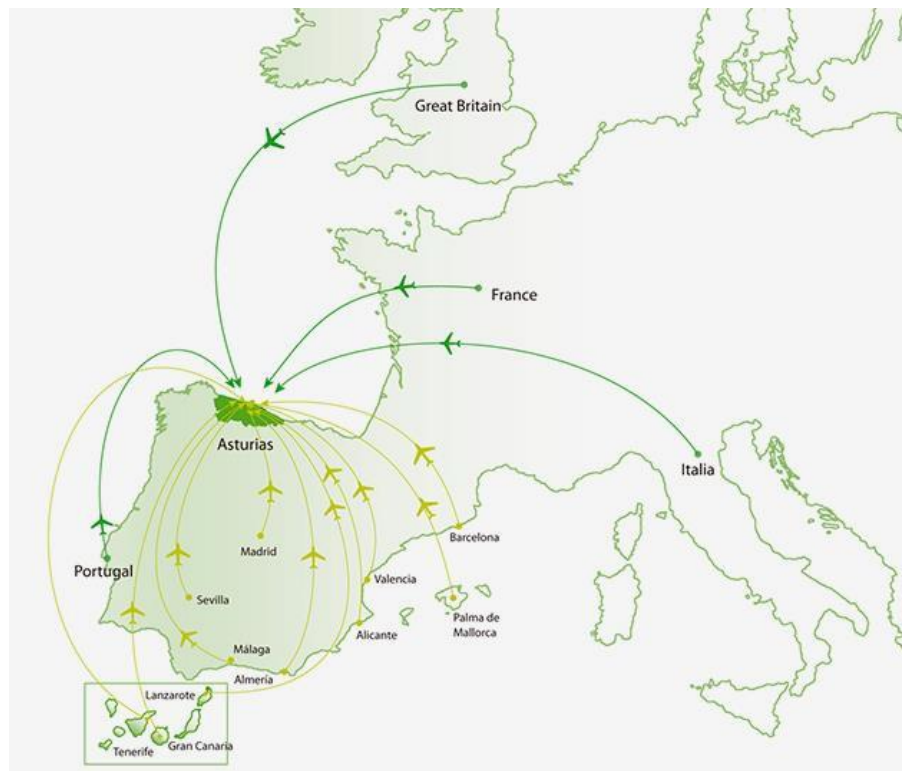 Great Britain
France
Italia
Asturias
Portugal
Madrid
Barcelona
Valencia
Sevilla
Palma de
Mallorca
Alicante
Málaga
Almería
Lanzarote
Tenerife
Gran Canaria